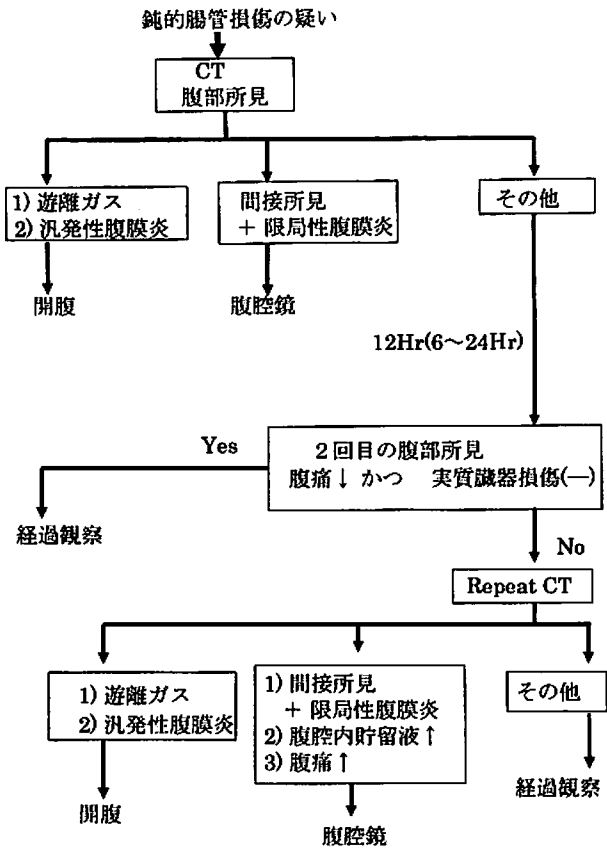 鈍的腸管損傷の疑い
CT
腹部所見
1) 遊離ガス
2) 汎発性腹膜炎
間接所見
+ 限局性腹膜炎
その他
開腹
腹腔鏡
12Hr(6〜24Hr)
Yes
2回目の腹部所見
腹痛↓ かつ 実質臓器損傷(—)
経過観察
No
Repeat CT
1) 遊離ガス
2) 汎発性腹膜炎
1) 間接所見
+ 限局性腹膜炎
2) 腹腔内貯留液↑
3) 腹痛↑
その他
開腹
腹腔鏡
経過観察